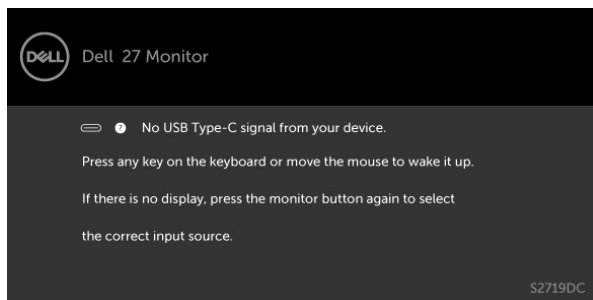 DELL
Dell 27 Monitor
? No USB Type-C signal from your device.
Press any key on the keyboard or move the mouse to wake it up.
If there is no display, press the monitor button again to select
the correct input source.
S2719DC